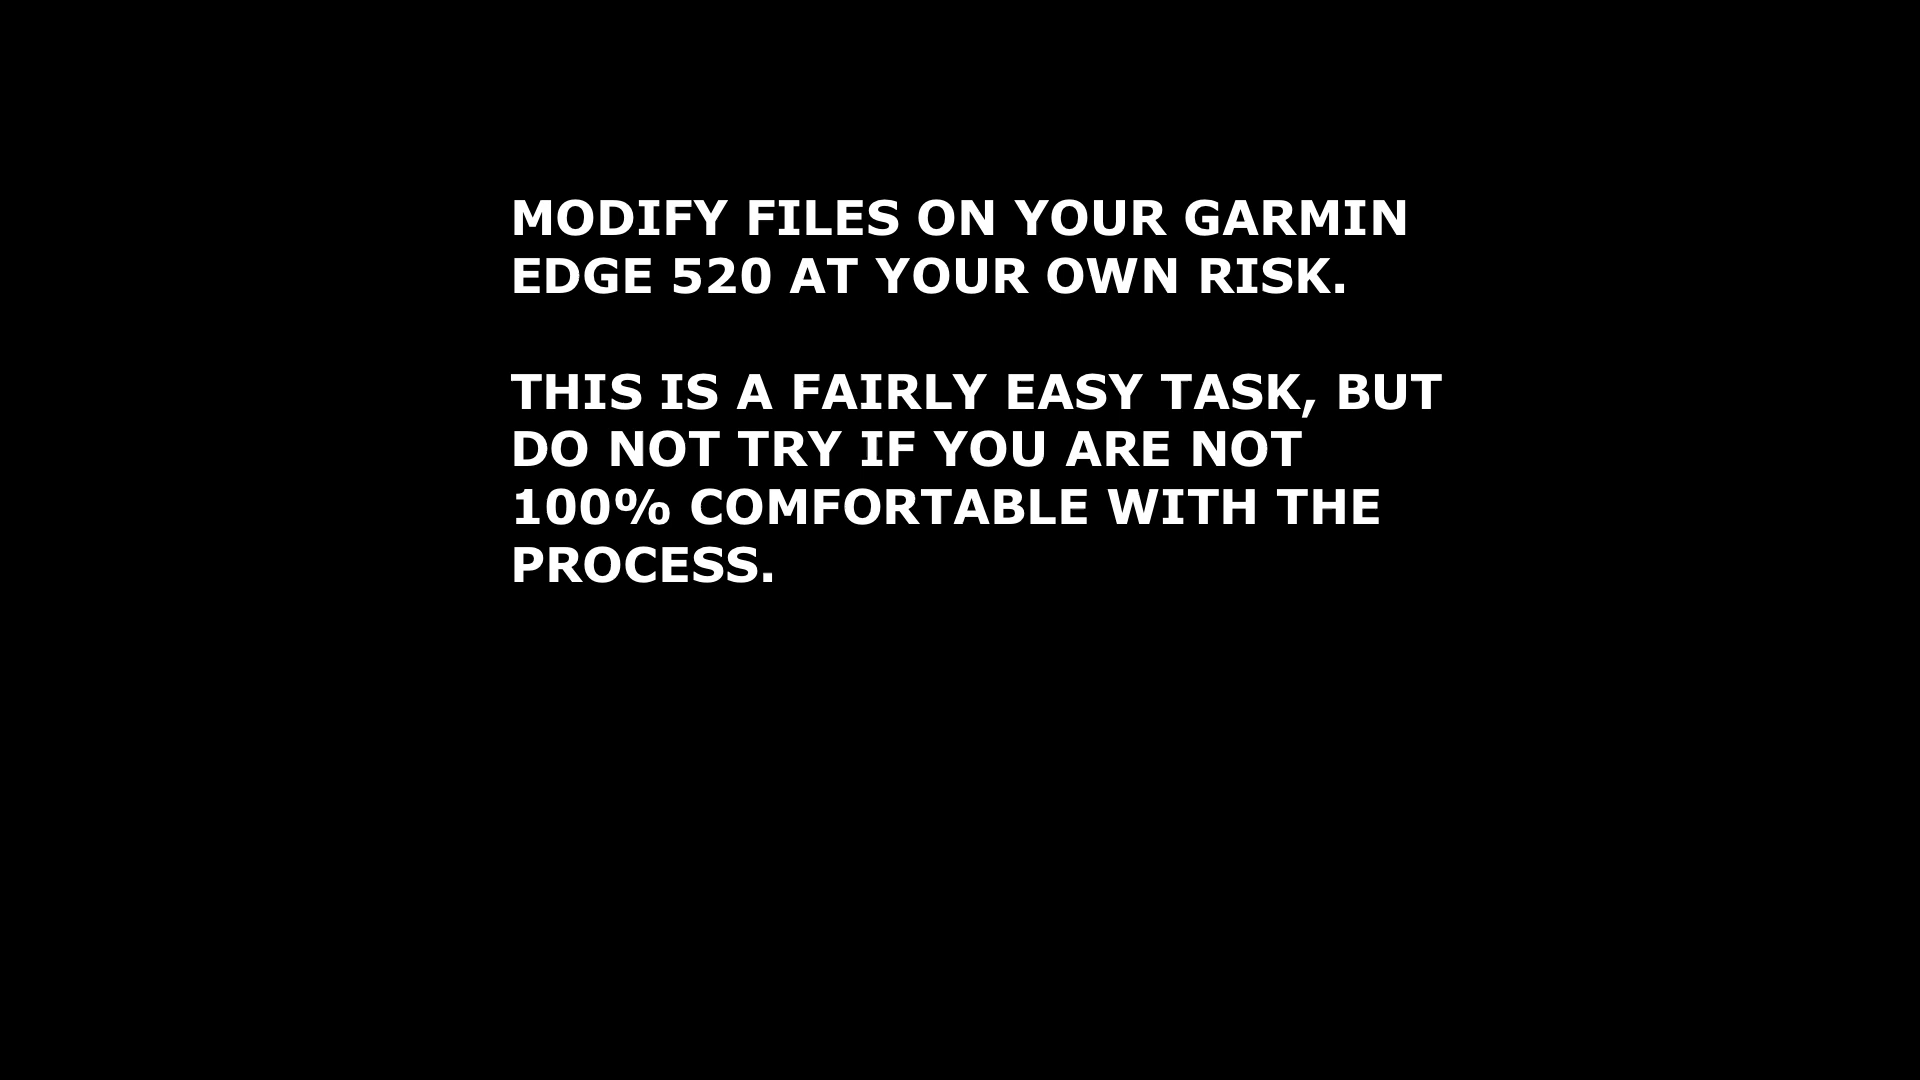 MODIFY FILES ON YOUR GARMIN
EDGE 520 AT YOUR OWN RISK.
THIS IS A FAIRLY EASY TASK, BUT
DO NOT TRY IF YOU ARE NOT
100% COMFORTABLE WITH THE
PROCESS.